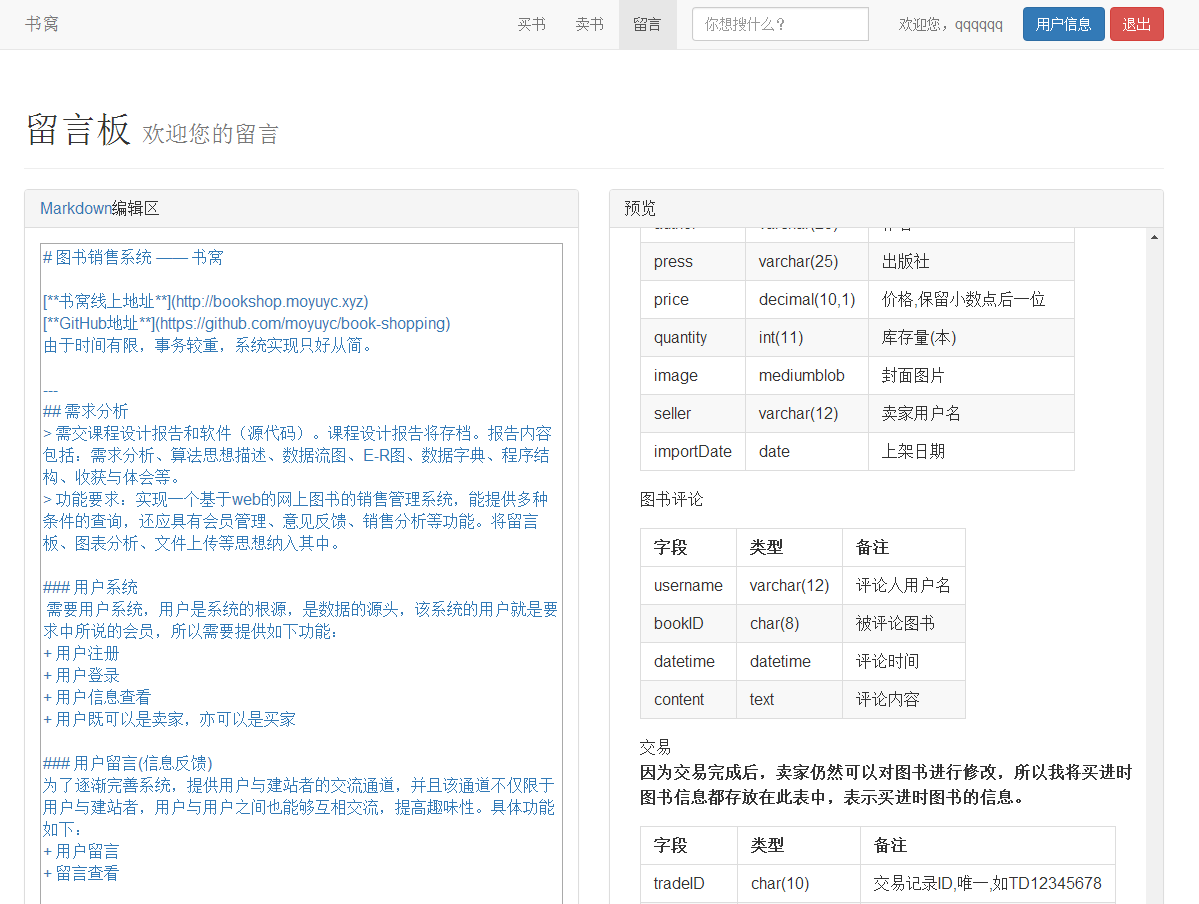 书窝 买书 卖书 留言 你想搜什么? 欢迎您，qqqqqq 用户信息 退出
留言板 欢迎您的留言
Markdown编辑区
# 图书销售系统 —— 书窝
[**书窝线上地址**](http://bookshop.moyuyc.xyz)
[**GitHub地址**](https://github.com/moyuyc/book-shopping)
由于时间有限，事务较重，系统实现只好从简。
---
## 需求分析
> 需交课程设计报告和软件（源代码）。课程设计报告将存档。报告内容
包括：需求分析、算法思想描述、数据流图、E-R图、数据字典、程序结
构、收获与体会等。
> 功能要求：实现一个基于web的网上图书的销售管理系统，能提供多种
条件的查询，还应具有会员管理、意见反馈、销售分析等功能。将留言
板、图表分析、文件上传等思想纳入其中。
### 用户系统
需要用户系统，用户是系统的根源，是数据的源头，该系统的用户就是要
求中所说的会员，所以需要提供如下功能：
+ 用户注册
+ 用户登录
+ 用户信息查看
+ 用户既可以是卖家，亦可以是买家
### 用户留言(信息反馈)
为了逐渐完善系统，提供用户与建站者的交流通道，并且该通道不仅限于
用户与建站者，用户与用户之间也能够互相交流，提高趣味性。具体功能
如下：
+ 用户留言
+ 留言查看
预览
press varchar(25) 出版社
price decimal(10,1) 价格,保留小数点后一位
quantity int(11) 库存量(本)
image mediumblob 封面图片
seller varchar(12) 卖家用户名
importDate date 上架日期
图书评论
字段 类型 备注
username varchar(12) 评论人用户名
bookID char(8) 被评论图书
datetime datetime 评论时间
content text 评论内容
交易
因为交易完成后，卖家仍然可以对图书进行修改，所以我将买进时
图书信息都存放在此表中，表示买进时图书的信息。
字段 类型 备注
tradeID char(10) 交易记录ID,唯一,如TD12345678